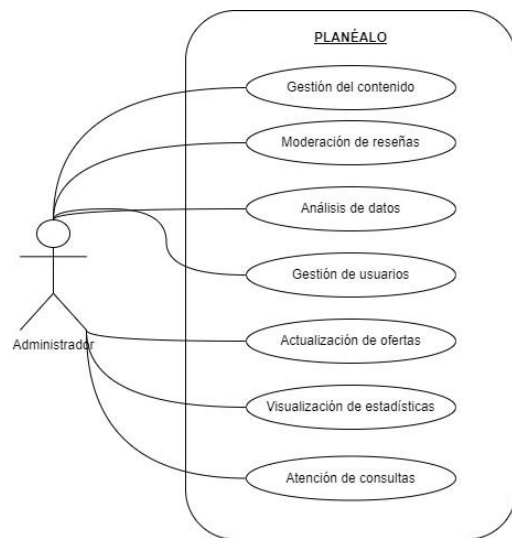 PLANÉALO
Gestión del contenido
Moderación de reseñas
Análisis de datos
Gestión de usuarios
Administrador
Actualización de ofertas
Visualización de estadísticas
Atención de consultas